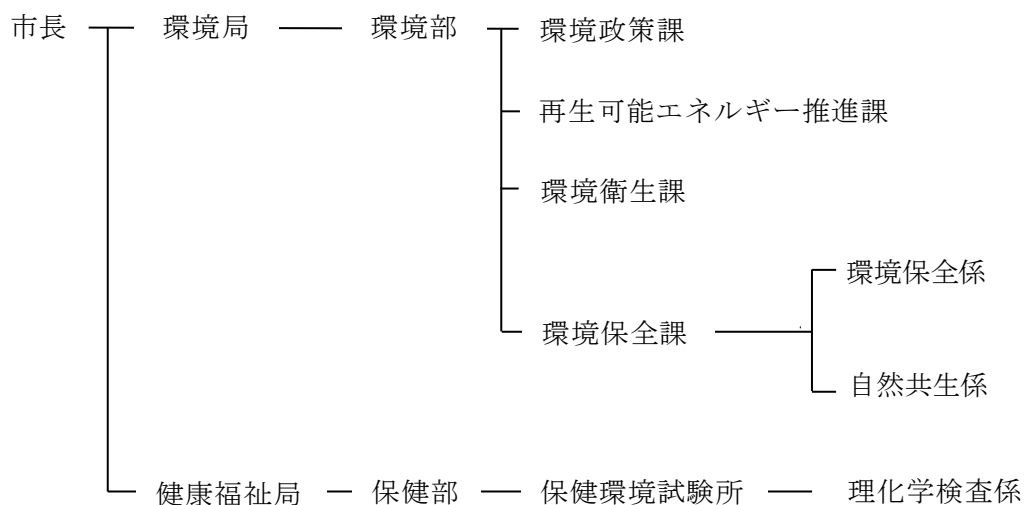 市長 環境局 環境部 環境政策課
再生可能エネルギー推進課
環境衛生課
環境保全係
環境保全課
自然共生係
健康福祉局 保健部 保健環境試験所 理化学検査係